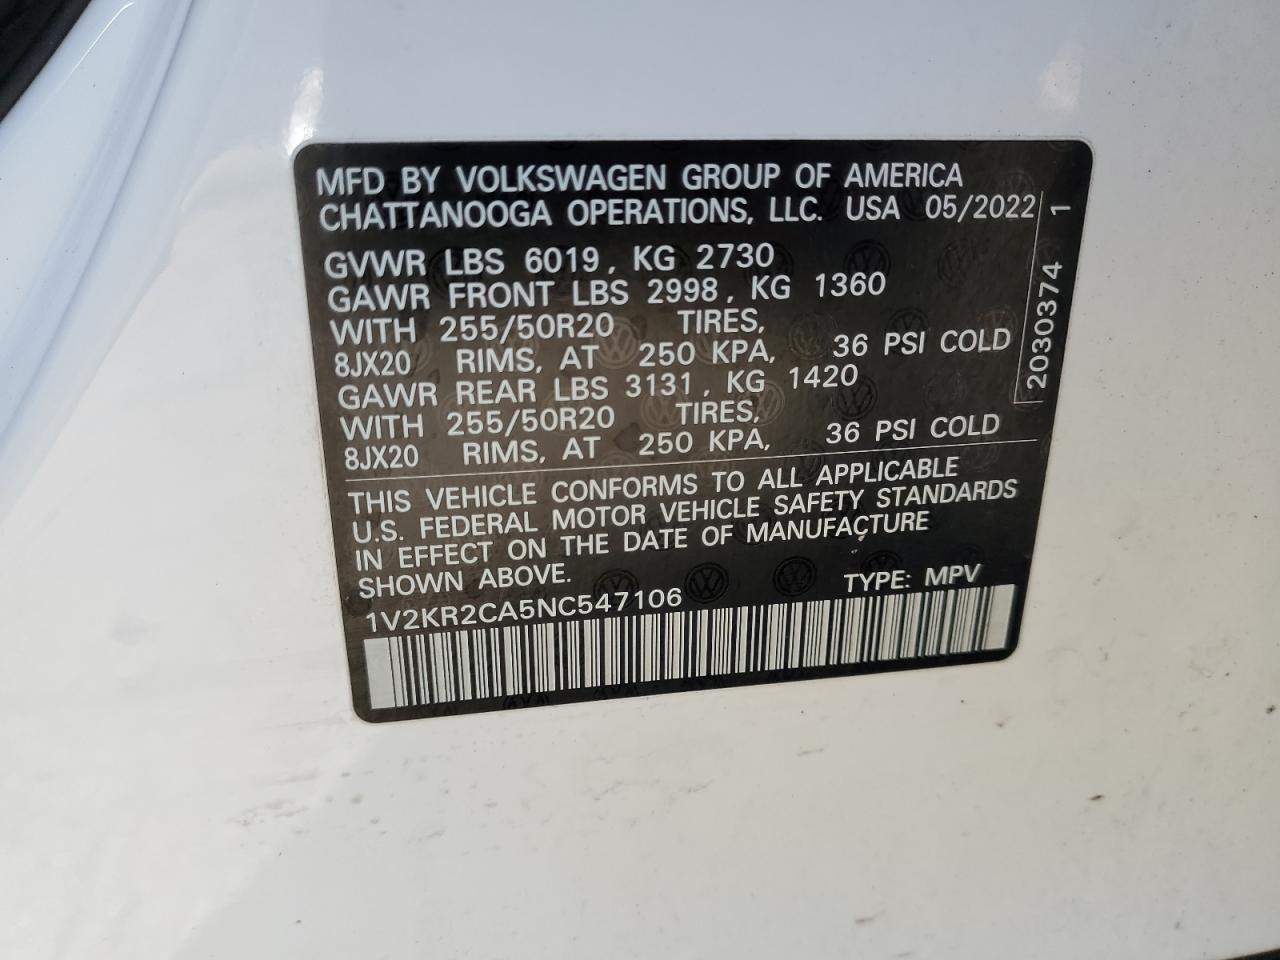 MFD BY VOLKSWAGEN GROUP OF AMERICA
CHATTANOOGA OPERATIONS, LLC. USA 05/2022
GVWR LBS 6019, KG 2730
GAWR FRONT LBS 2998, KG 1360
WITH 255/50R20 TIRES,
8JX20 RIMS, AT 250 KPA, 36 PSI COLD
GAWR REAR LBS 3131, KG 1420
WITH 255/50R20 TIRES,
8JX20 RIMS, AT 250 KPA, 36 PSI COLD
THIS VEHICLE CONFORMS TO ALL APPLICABLE
U.S. FEDERAL MOTOR VEHICLE SAFETY STANDARDS
IN EFFECT ON THE DATE OF MANUFACTURE
SHOWN ABOVE.
TYPE: MPV
1V2KR2CA5NC547106
2030374 1